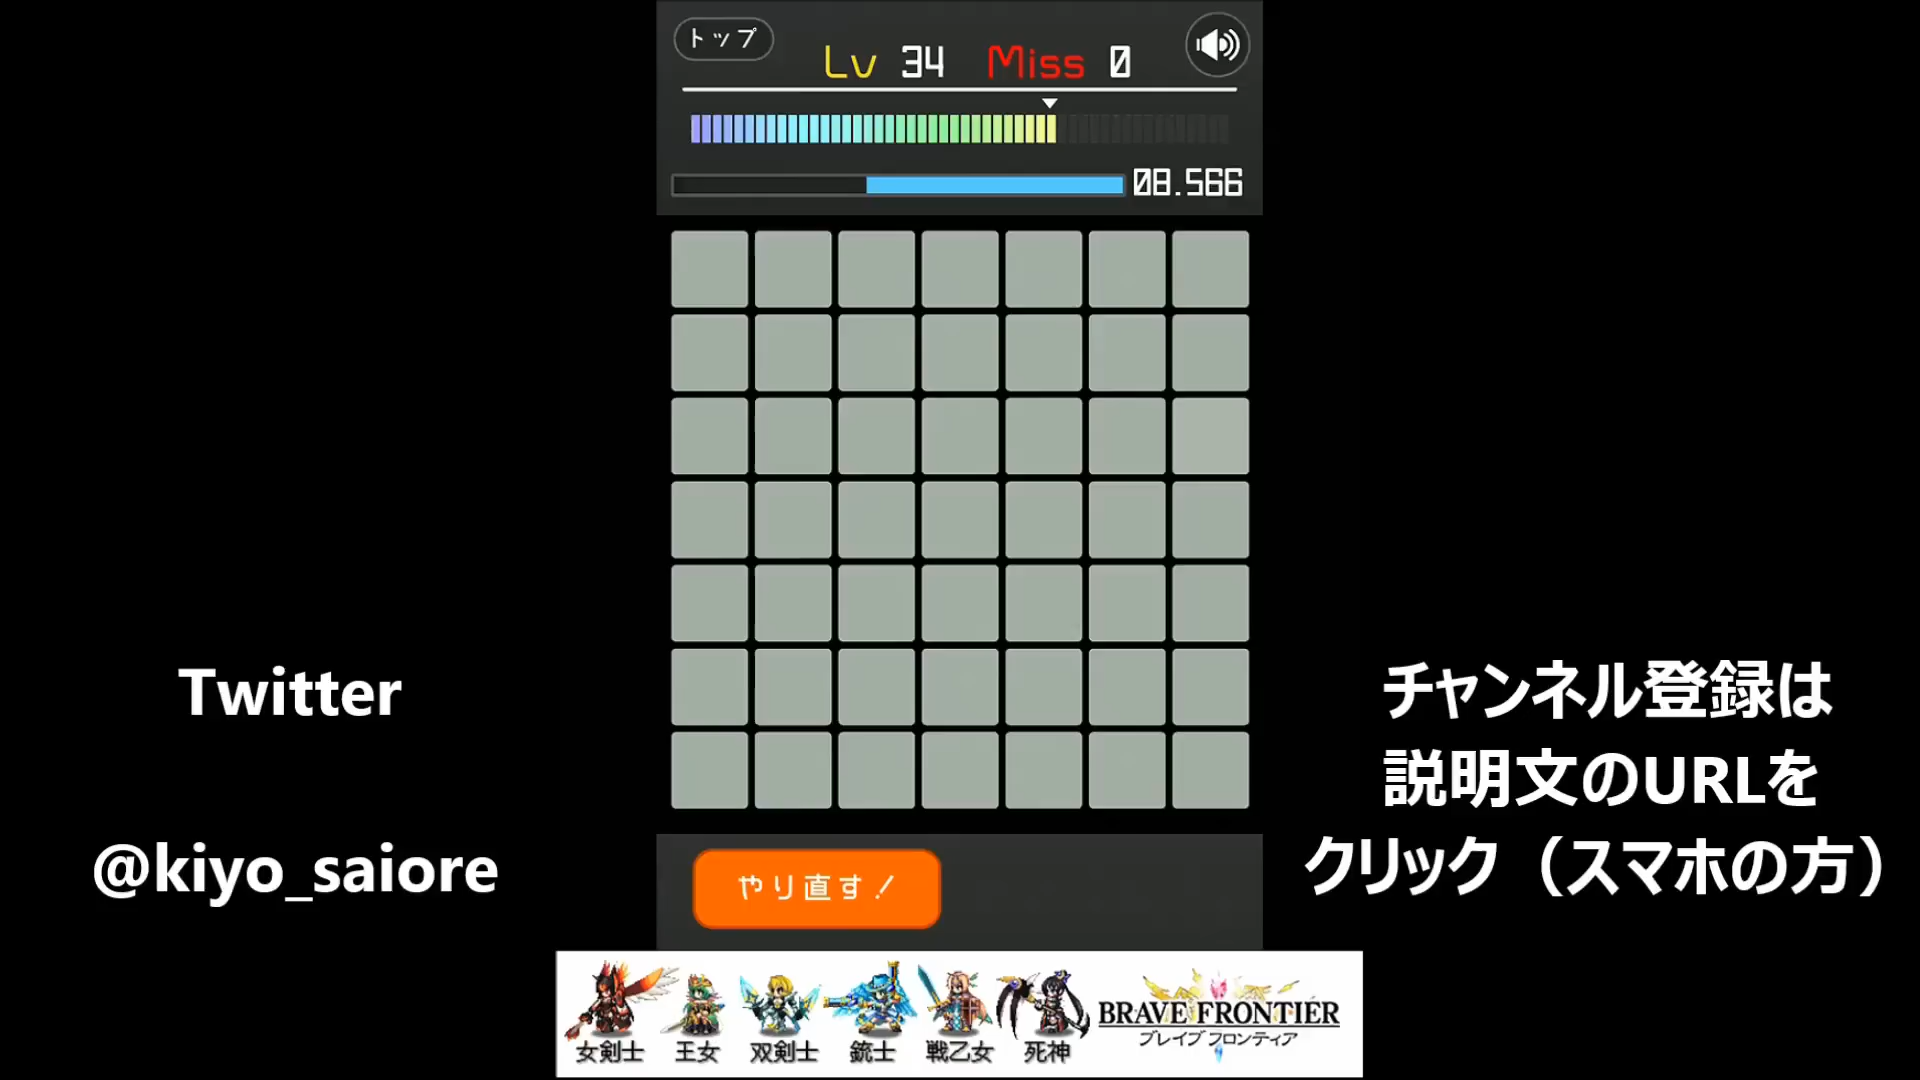 トップ
Lv 34 Miss 0
08.566
Twitter
@kiyo_saiore
チャンネル登録は
説明文のURLを
クリック（スマホの方）
やり直す！
女剣士 王女 双剣士 銃士 戦乙女 死神
BRAVE FRONTIER
ブレイブ フロンティア